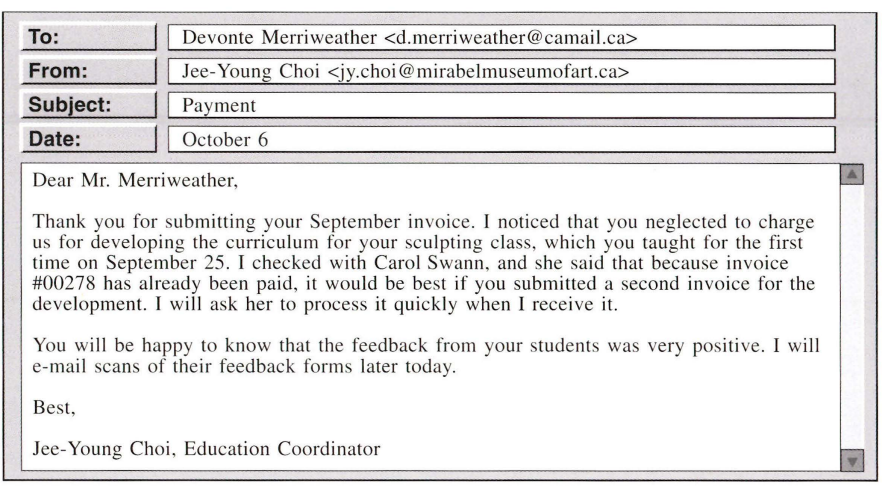 To: Devonte Merriweather <d.merriweather@camail.ca>
From: Jee-Young Choi <jy.choi@mirabelmuseumofart.ca>
Subject: Payment
Date: October 6
Dear Mr. Merriweather,
Thank you for submitting your September invoice. I noticed that you neglected to charge
us for developing the curriculum for your sculpting class, which you taught for the first
time on September 25. I checked with Carol Swann, and she said that because invoice
#00278 has already been paid, it would be best if you submitted a second invoice for the
development. I will ask her to process it quickly when I receive it.
You will be happy to know that the feedback from your students was very positive. I will
e-mail scans of their feedback forms later today.
Best,
Jee-Young Choi, Education Coordinator